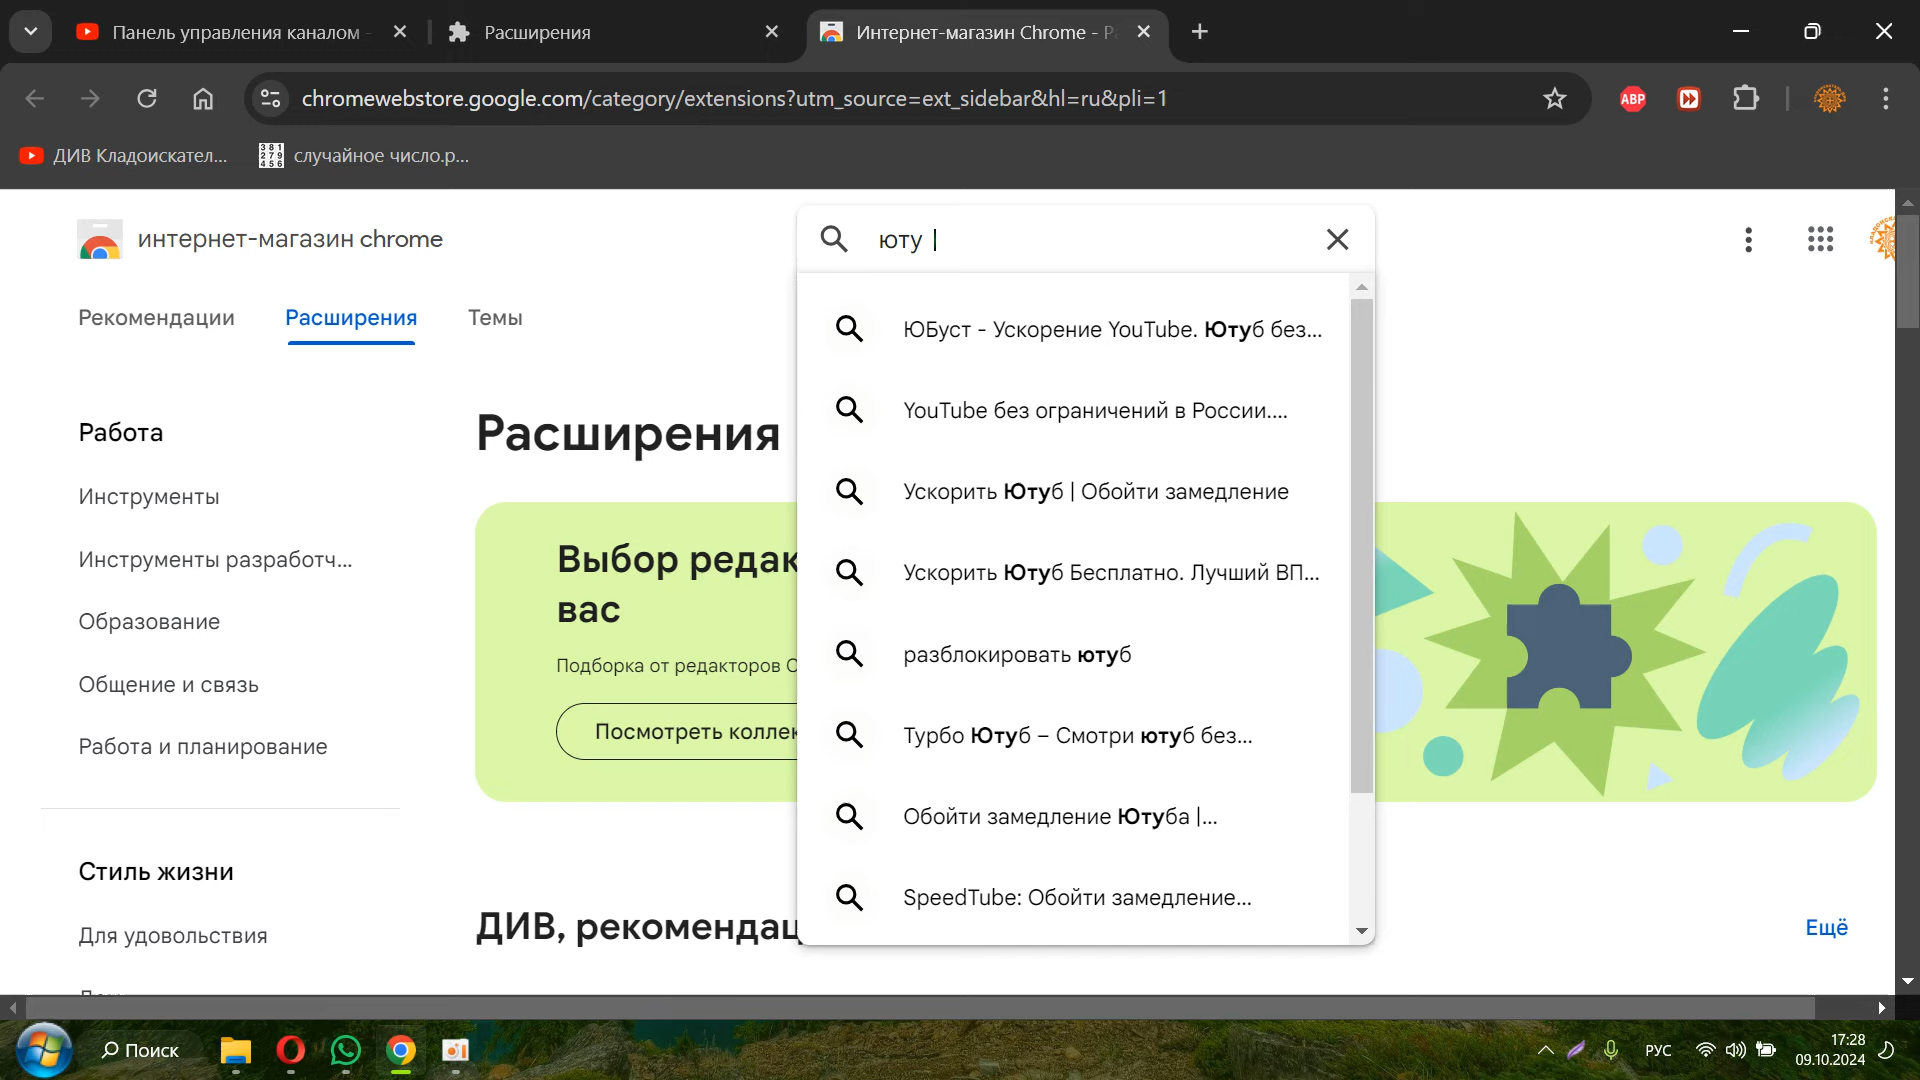 Панель управления каналом -
Расширения
Интернет-магазин Chrome - Р
chromewebstore.google.com/category/extensions?utm_source=ext_sidebar&hl=ru&pli=1
ABP
ДИВ Кладоискател...
случайное число.р...
интернет-магазин chrome
юту
Рекомендации
Расширения
Темы
ЮБуст - Ускорение YouTube. Ютуб без...
YouTube без ограничений в России....
Ускорить Ютуб | Обойти замедление
Ускорить Ютуб Бесплатно. Лучший ВП...
разблокировать ютуб
Турбо Ютуб – Смотри ютуб без...
Обойти замедление Ютуба |...
SpeedTube: Обойти замедление...
Работа
Инструменты
Инструменты разработч...
Образование
Общение и связь
Работа и планирование
Стиль жизни
Для удовольствия
Расширения
Выбор редак
вас
Подборка от редакторов C
Посмотреть коллек
ДИВ, рекомендац
Ещё
Поиск
РУС
17:28
09.10.2024